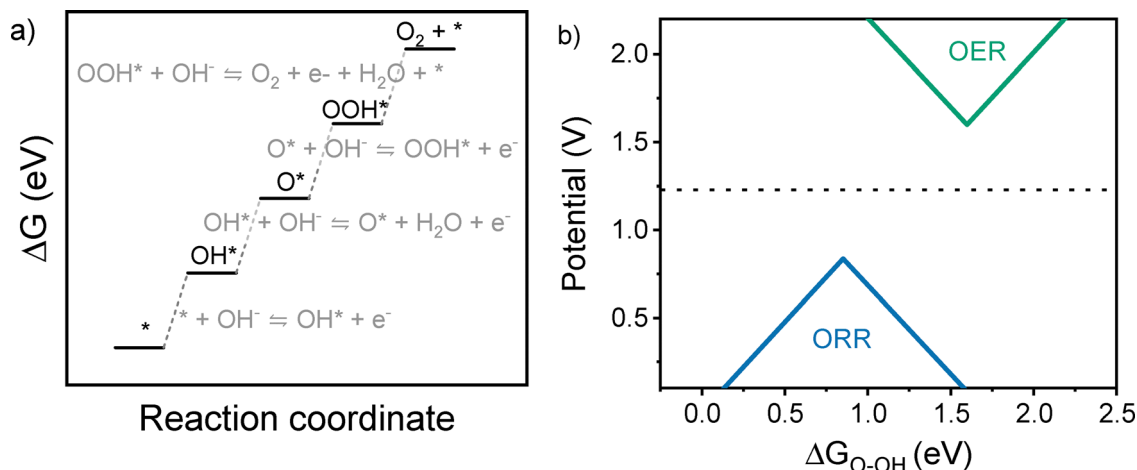 a)
O₂ + *
OOH* + OH⁻ ⇋ O₂ + e- + H₂O + *
OOH*
O* + OH⁻ ⇋ OOH* + e⁻
O*
OH* + OH⁻ ⇋ O* + H₂O + e⁻
OH*
* + OH⁻ ⇋ OH* + e⁻
*
ΔG (eV)
Reaction coordinate
b)
OER
ORR
Potential (V)
2.0
1.5
1.0
0.5
0.0 0.5 1.0 1.5 2.0 2.5
ΔG_O-OH (eV)